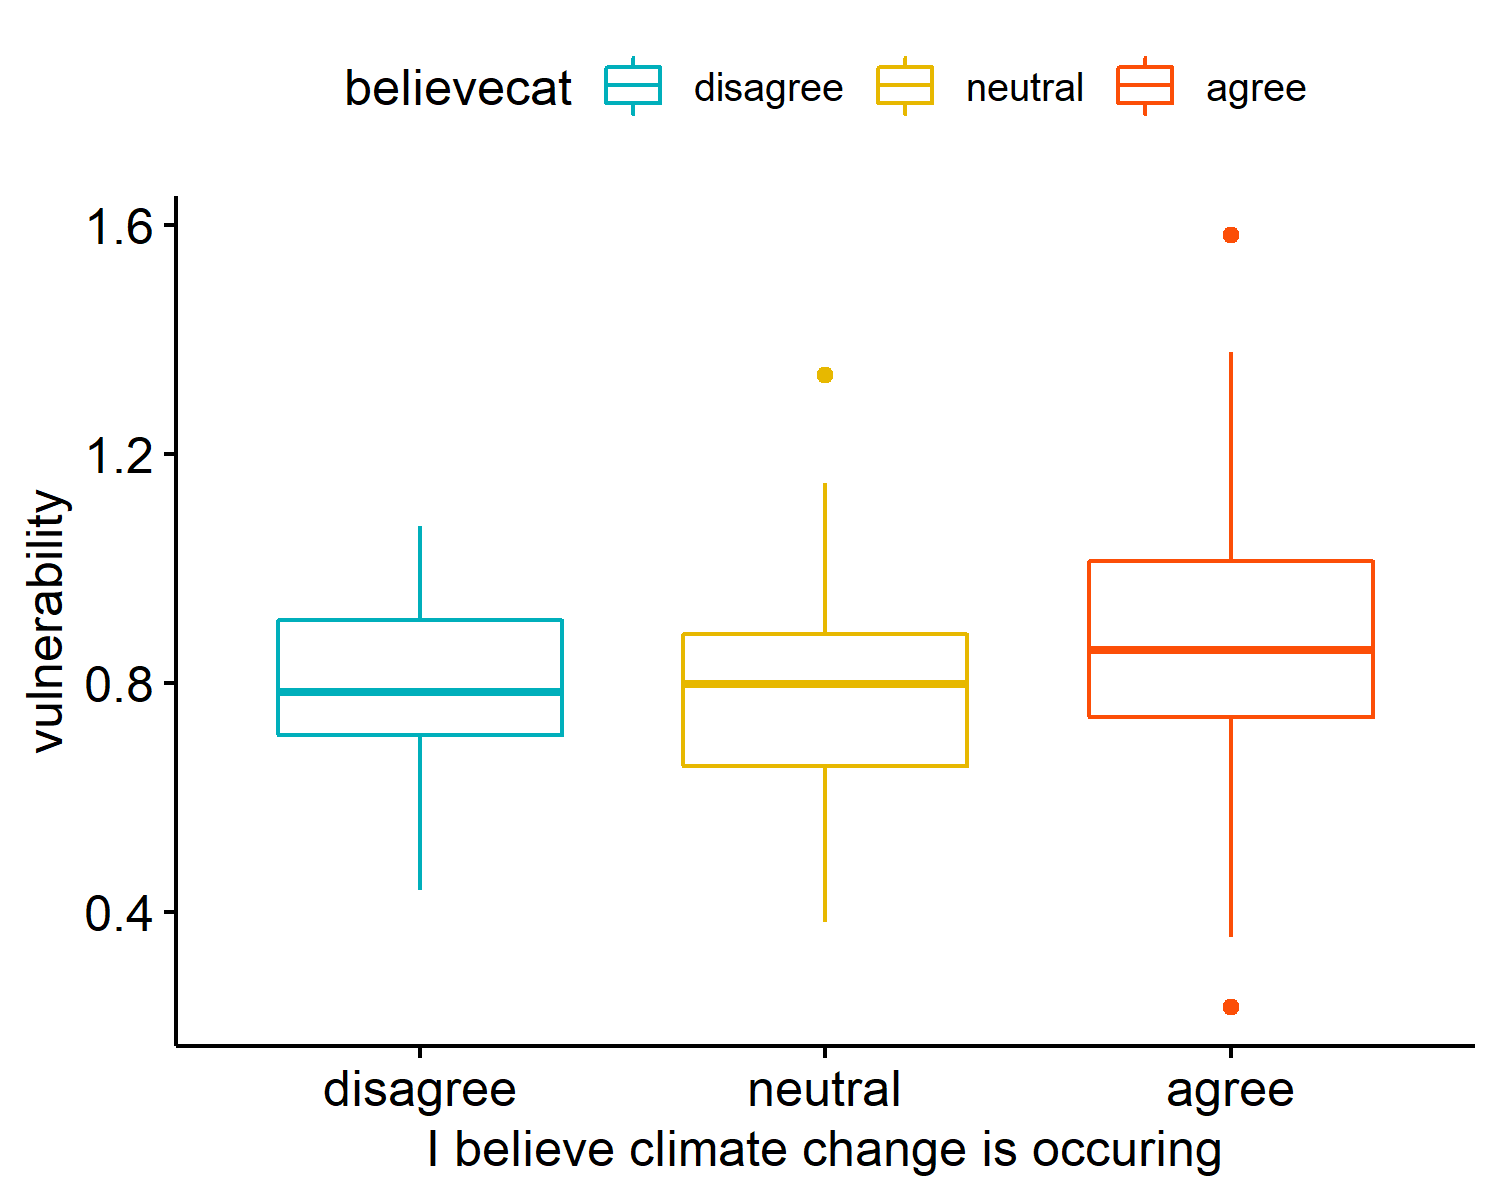 believecat disagree neutral agree
1.6
1.2
0.8
0.4
vulnerability
disagree neutral agree
I believe climate change is occuring